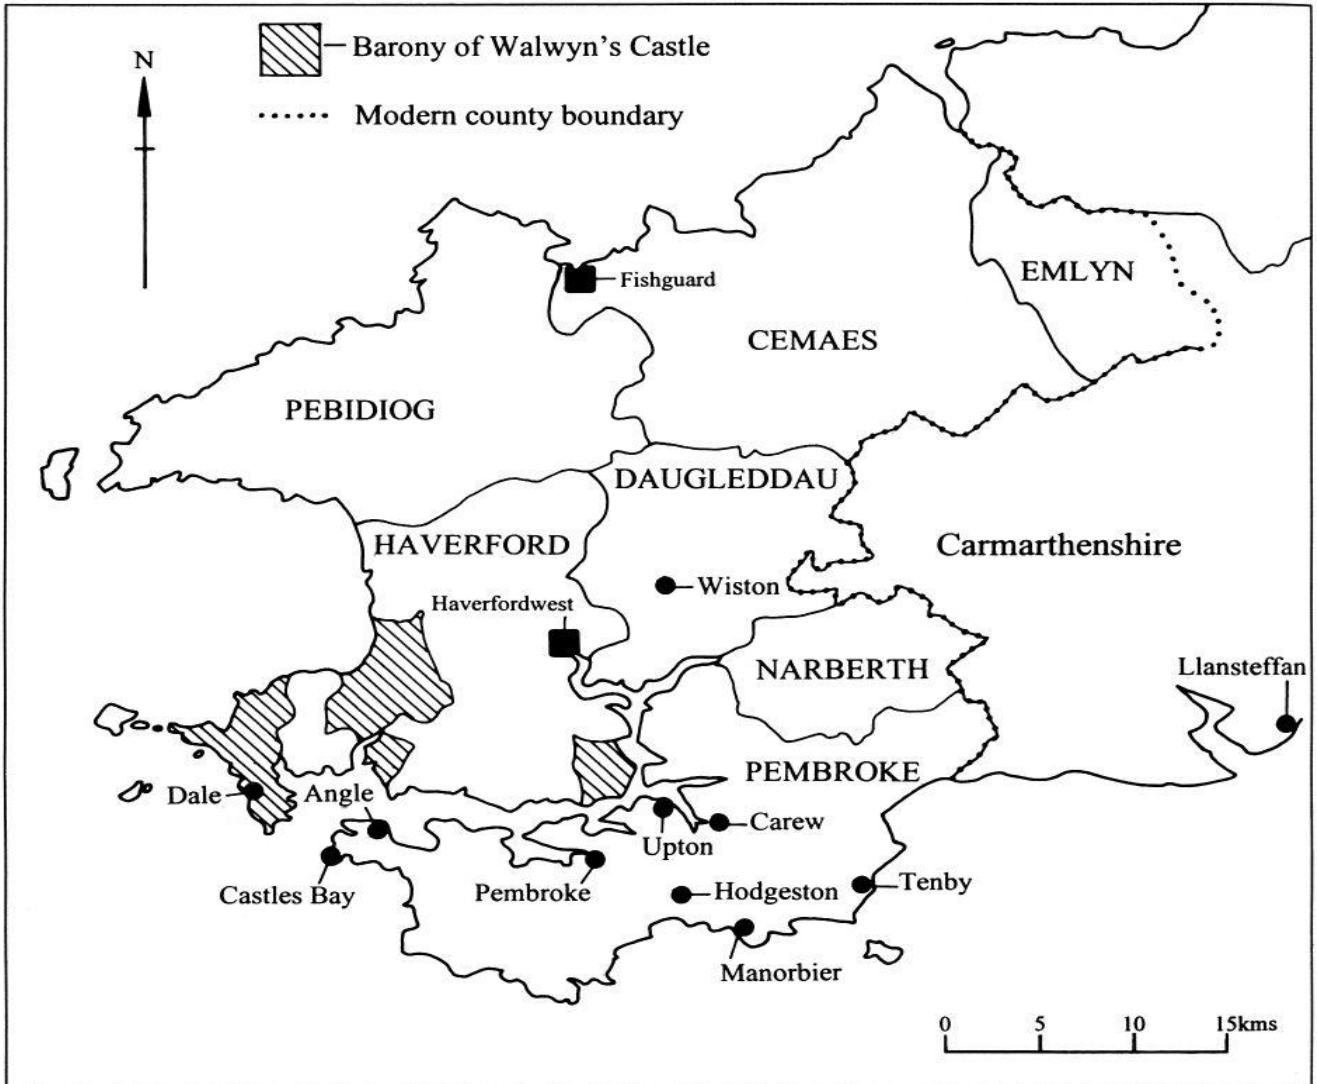 N
Barony of Walwyn's Castle
Modern county boundary
Fishguard
EMLYN
CEMAES
PEBIDIOG
DAUGLEDDAU
HAVERFORD
Carmarthenshire
Wiston
Haverfordwest
NARBERTH
Llansteffan
PEMBROKE
Dale
Angle
Carew
Upton
Castles Bay
Pembroke
Hodgeston
Tenby
Manorbier
0 5 10 15kms